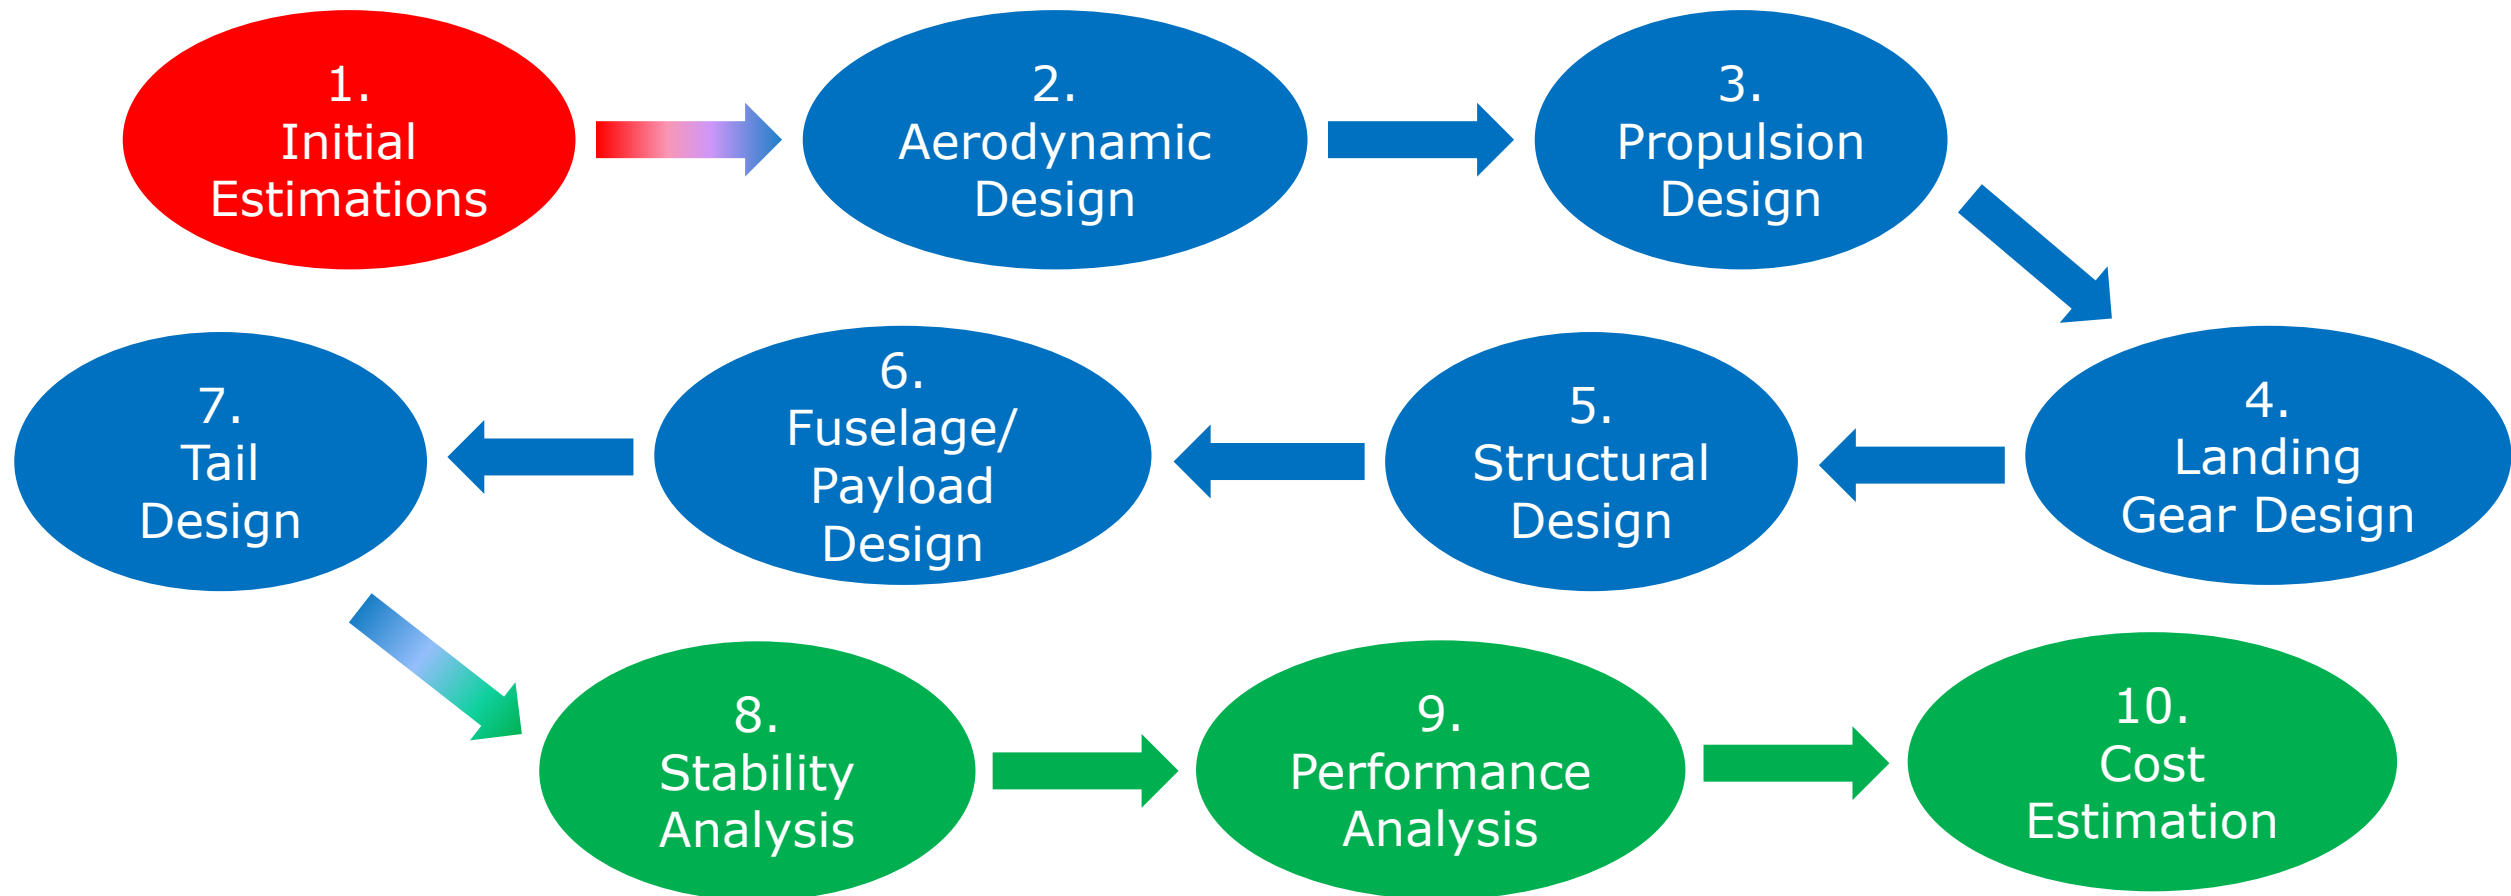 1.
Initial
Estimations
2.
Aerodynamic
Design
3.
Propulsion
Design
4.
Landing
Gear Design
5.
Structural
Design
6.
Fuselage/
Payload
Design
7.
Tail
Design
8.
Stability
Analysis
9.
Performance
Analysis
10.
Cost
Estimation